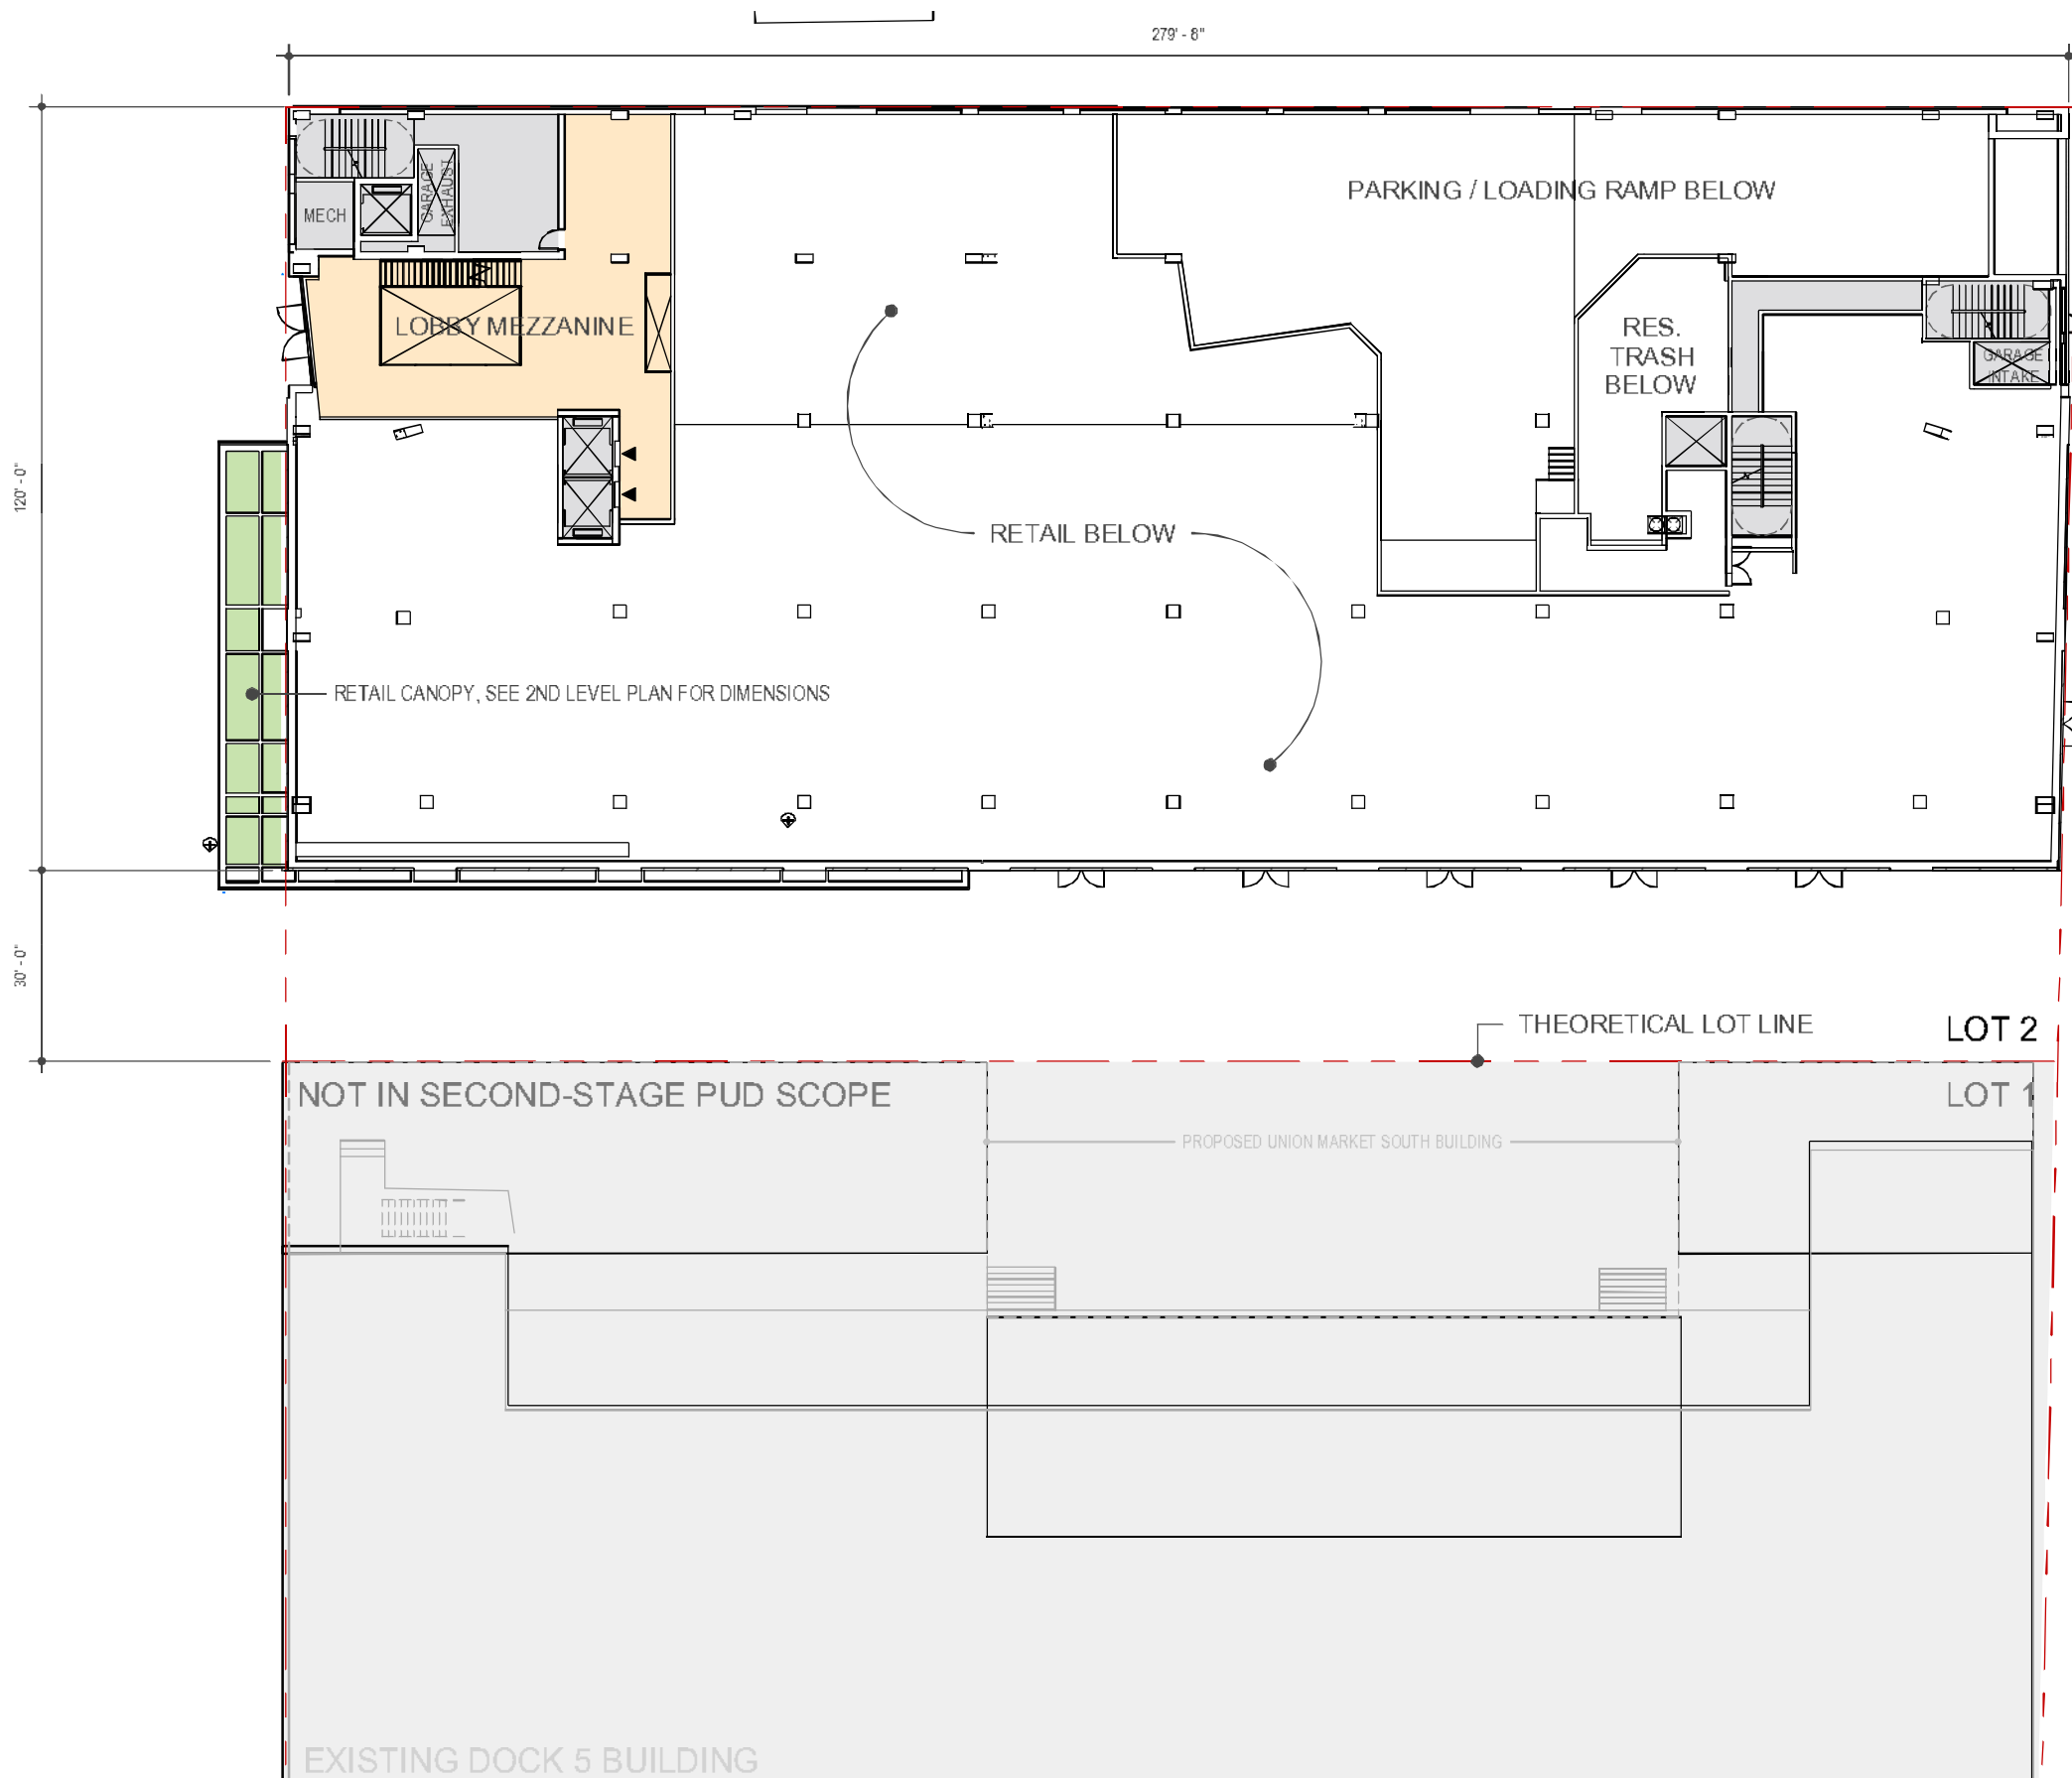 279' - 8"
PARKING / LOADING RAMP BELOW
GARAGE
EXHAUST
MECH
LOBBY MEZZANINE
RES.
TRASH
BELOW
GARAGE
INTAKE
120' - 0"
RETAIL BELOW
RETAIL CANOPY, SEE 2ND LEVEL PLAN FOR DIMENSIONS
30' - 0"
THEORETICAL LOT LINE
LOT 2
NOT IN SECOND-STAGE PUD SCOPE
LOT 1
PROPOSED UNION MARKET SOUTH BUILDING
EXISTING DOCK 5 BUILDING